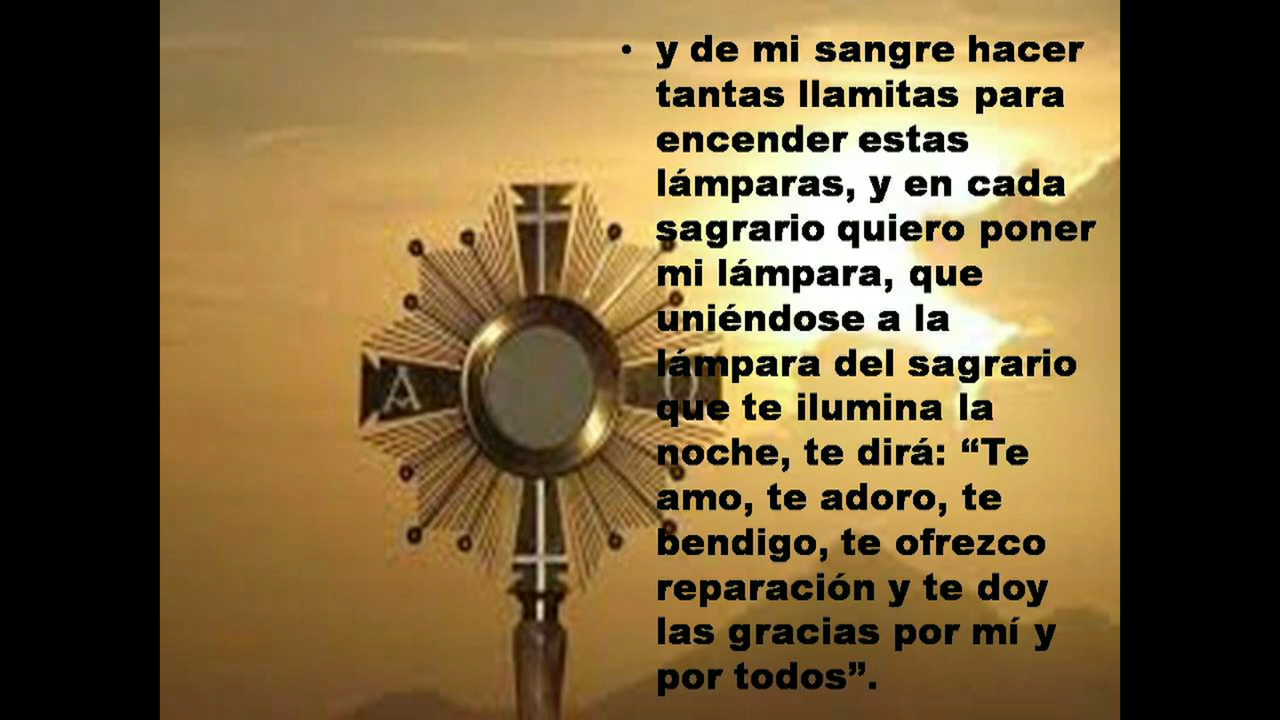 • y de mi sangre hacer
tantas llamitas para
encender estas
lámparas, y en cada
sagrario quiero poner
mi lámpara, que
uniéndose a la
lámpara del sagrario
que te ilumina la
noche, te dirá: “Te
amo, te adoro, te
bendigo, te ofrezco
reparación y te doy
las gracias por mí y
por todos”.
A
Ω